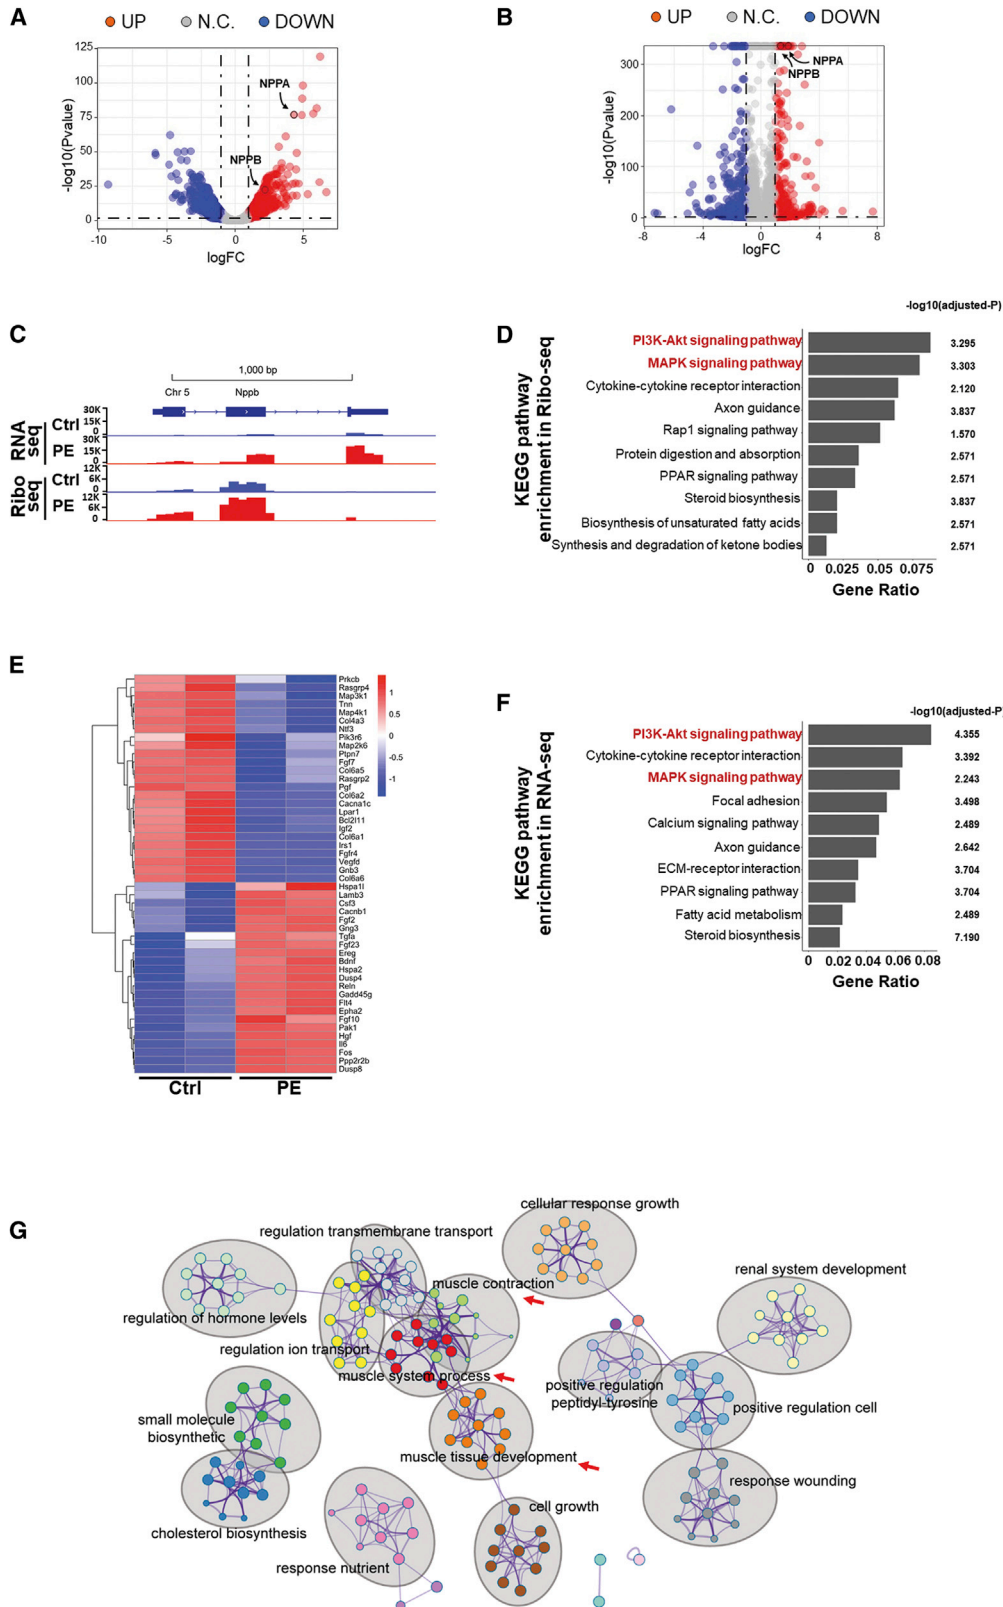 A
UP
N.C.
DOWN
125
100
75
50
25
0
-log10(Pvalue)
NPPA
NPPB
-10
-5
0
5
logFC
B
UP
N.C.
DOWN
300
200
100
0
-log10(Pvalue)
NPPA
NPPB
-8
-4
0
4
8
logFC
C
1,000 bp
Chr 5
Nppb
RNA seq
Ctrl
30K
15K
0
PE
30K
15K
0
Ribo seq
Ctrl
12K
6K
0
PE
12K
6K
0
D
-log10(adjusted-P)
KEGG pathway
enrichment in Ribo-seq
PI3K-Akt signaling pathway 3.295
MAPK signaling pathway 3.303
Cytokine-cytokine receptor interaction 2.120
Axon guidance 3.837
Rap1 signaling pathway 1.570
Protein digestion and absorption 2.571
PPAR signaling pathway 2.571
Steroid biosynthesis 3.837
Biosynthesis of unsaturated fatty acids 2.571
Synthesis and degradation of ketone bodies 2.571
0 0.025 0.05 0.075
Gene Ratio
E
Prkcb
Rasgrp4
Map3k1
Tnn
Map4k1
Col4a3
Ntf3
Pik3r6
Map2k6
Ptpn7
Fgf7
Col6a5
Rasgrp2
Pgf
Col6a2
Cacna1c
Lpar1
Bcl2l11
Igf2
Col6a1
Irs1
Fgfr4
Vegfd
Gnb3
Col6a6
Hspa1l
Lamb3
Csf3
Cacnb1
Fgf2
Gng3
Tgfa
Fgf23
Ereg
Bdnf
Hspa2
Dusp4
Reln
Gadd45g
Flt4
Epha2
Fgf10
Pak1
Hgf
Il6
Fos
Ppp2r2b
Dusp8
1
0.5
0
-0.5
-1
Ctrl
PE
F
-log10(adjusted-P)
KEGG pathway
enrichment in RNA-seq
PI3K-Akt signaling pathway 4.355
Cytokine-cytokine receptor interaction 3.392
MAPK signaling pathway 2.243
Focal adhesion 3.498
Calcium signaling pathway 2.489
Axon guidance 2.642
ECM-receptor interaction 3.704
PPAR signaling pathway 3.704
Fatty acid metabolism 2.489
Steroid biosynthesis 7.190
0 0.02 0.04 0.06 0.08
Gene Ratio
G
cellular response growth
regulation transmembrane transport
renal system development
muscle contraction
regulation of hormone levels
regulation ion transport
muscle system process
positive regulation
peptidyl-tyrosine
positive regulation cell
small molecule
biosynthetic
muscle tissue development
response wounding
cell growth
cholesterol biosynthesis
response nutrient